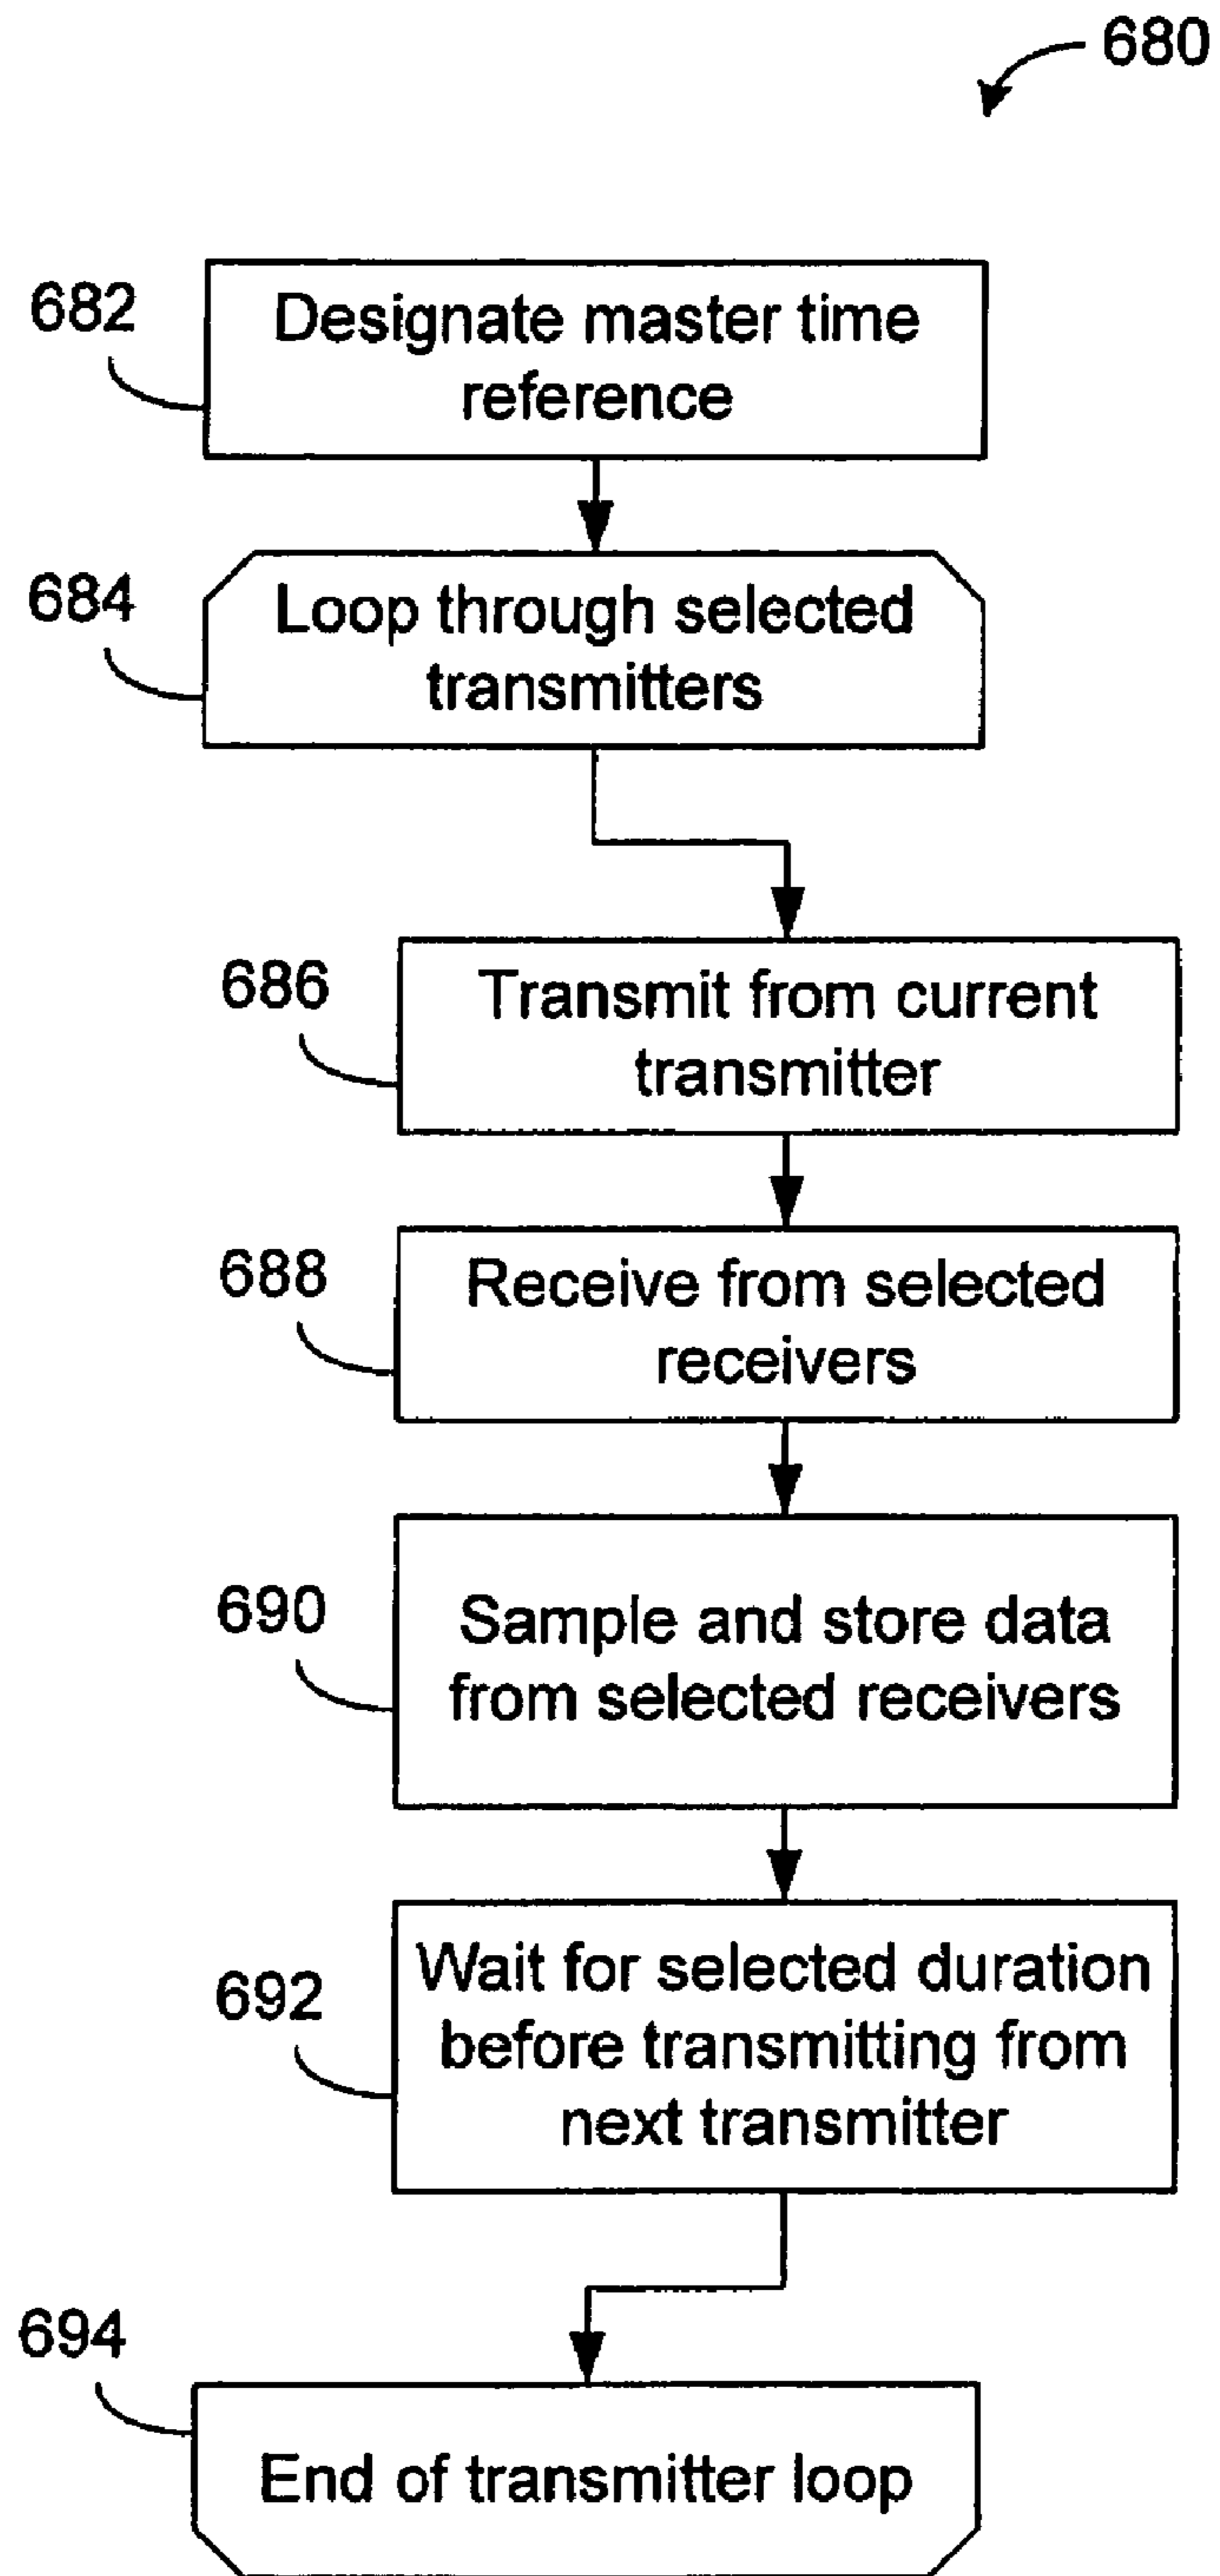 680
682
Designate master time
reference
684
Loop through selected
transmitters
686
Transmit from current
transmitter
688
Receive from selected
receivers
690
Sample and store data
from selected receivers
692
Wait for selected duration
before transmitting from
next transmitter
694
End of transmitter loop